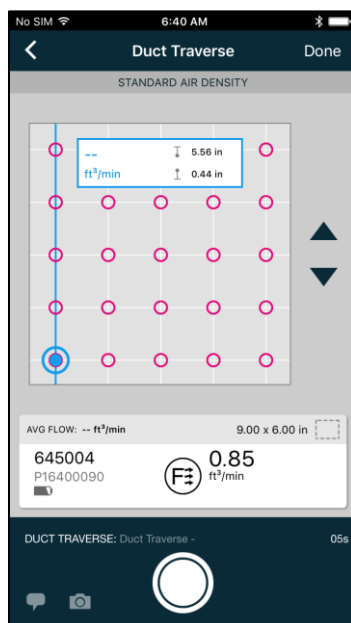 No SIM 6:40 AM
Duct Traverse Done
STANDARD AIR DENSITY
-- 5.56 in
ft³/min 0.44 in
AVG FLOW: -- ft³/min 9.00 x 6.00 in
645004 0.85
P16400090 F ft³/min
DUCT TRAVERSE: Duct Traverse - 05s